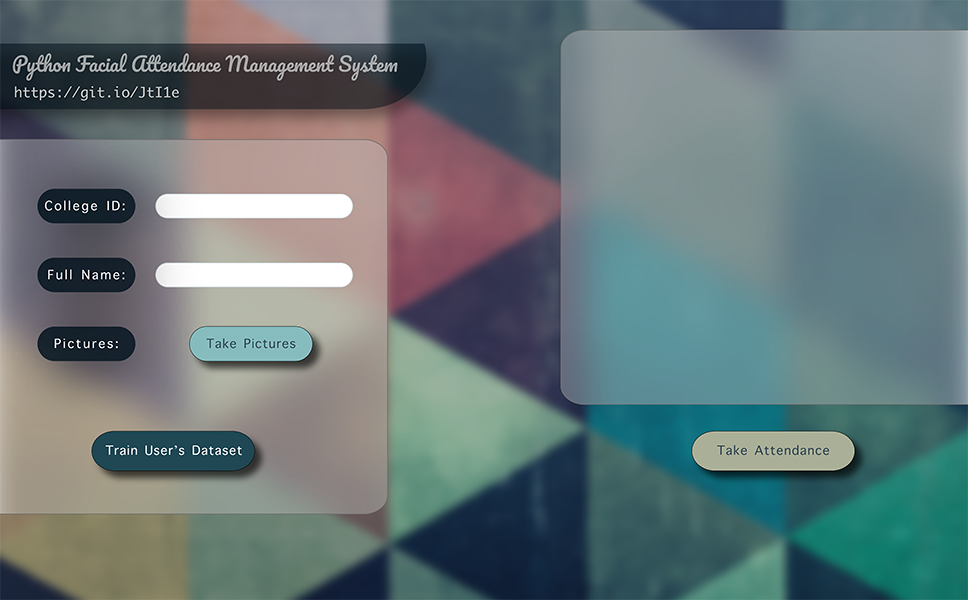 Python Facial Attendance Management System
https://git.io/JtI1e
College ID:
Full Name:
Pictures:
Take Pictures
Train User's Dataset
Take Attendance